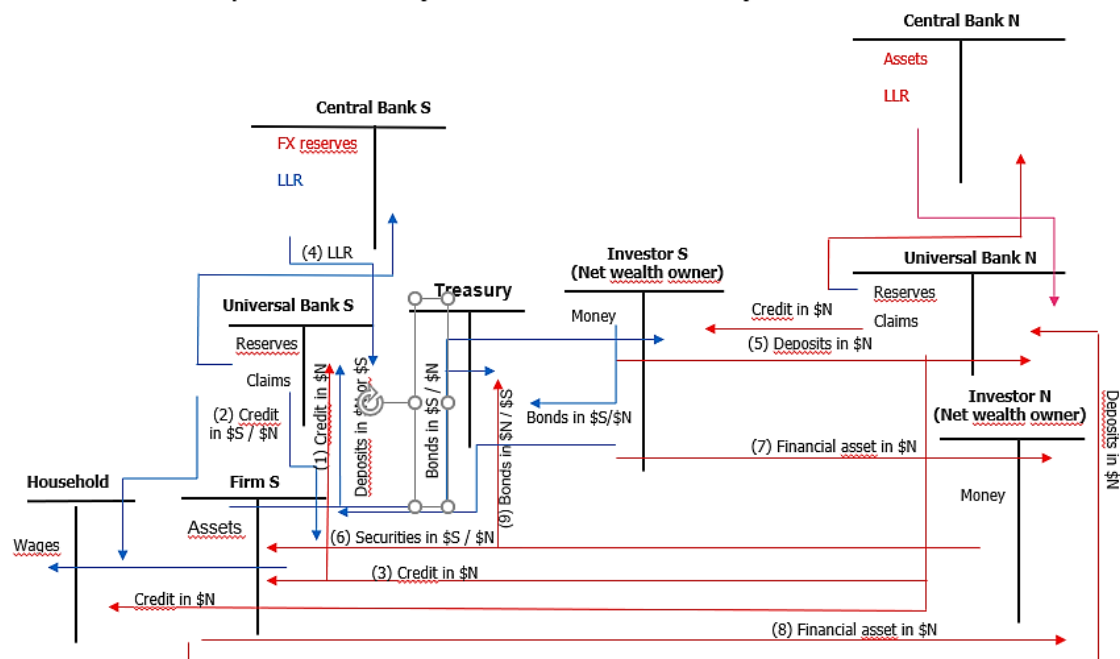 Central Bank N
Assets
LLR
Central Bank S
FX reserves
LLR
(4) LLR
Investor S
(Net wealth owner)
Universal Bank N
Treasury
Universal Bank S
Money
Reserves
Claims
Credit in $N
(5) Deposits in $N
Reserves
Claims
(1) Credit in $N
Deposits in
or $S
Bonds in $S / $N
(9) Bonds in $N / $S
Bonds in $S/$N
(2) Credit
in $S / $N
Investor N
(Net wealth owner)
Deposits in $N
(7) Financial asset in $N
Household
Firm S
Money
Assets
Wages
(6) Securities in $S / $N
(3) Credit in $N
Credit in $N
(8) Financial asset in $N